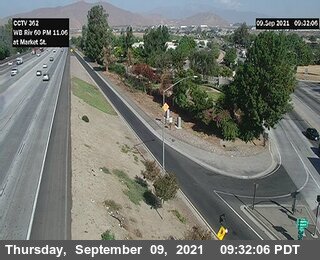 CCTV 362
WB Riv 60 PM 11.06
at Market St.
09.Sep 2021 09:32:06
Thursday, September 09, 2021 09:32:06 PDT